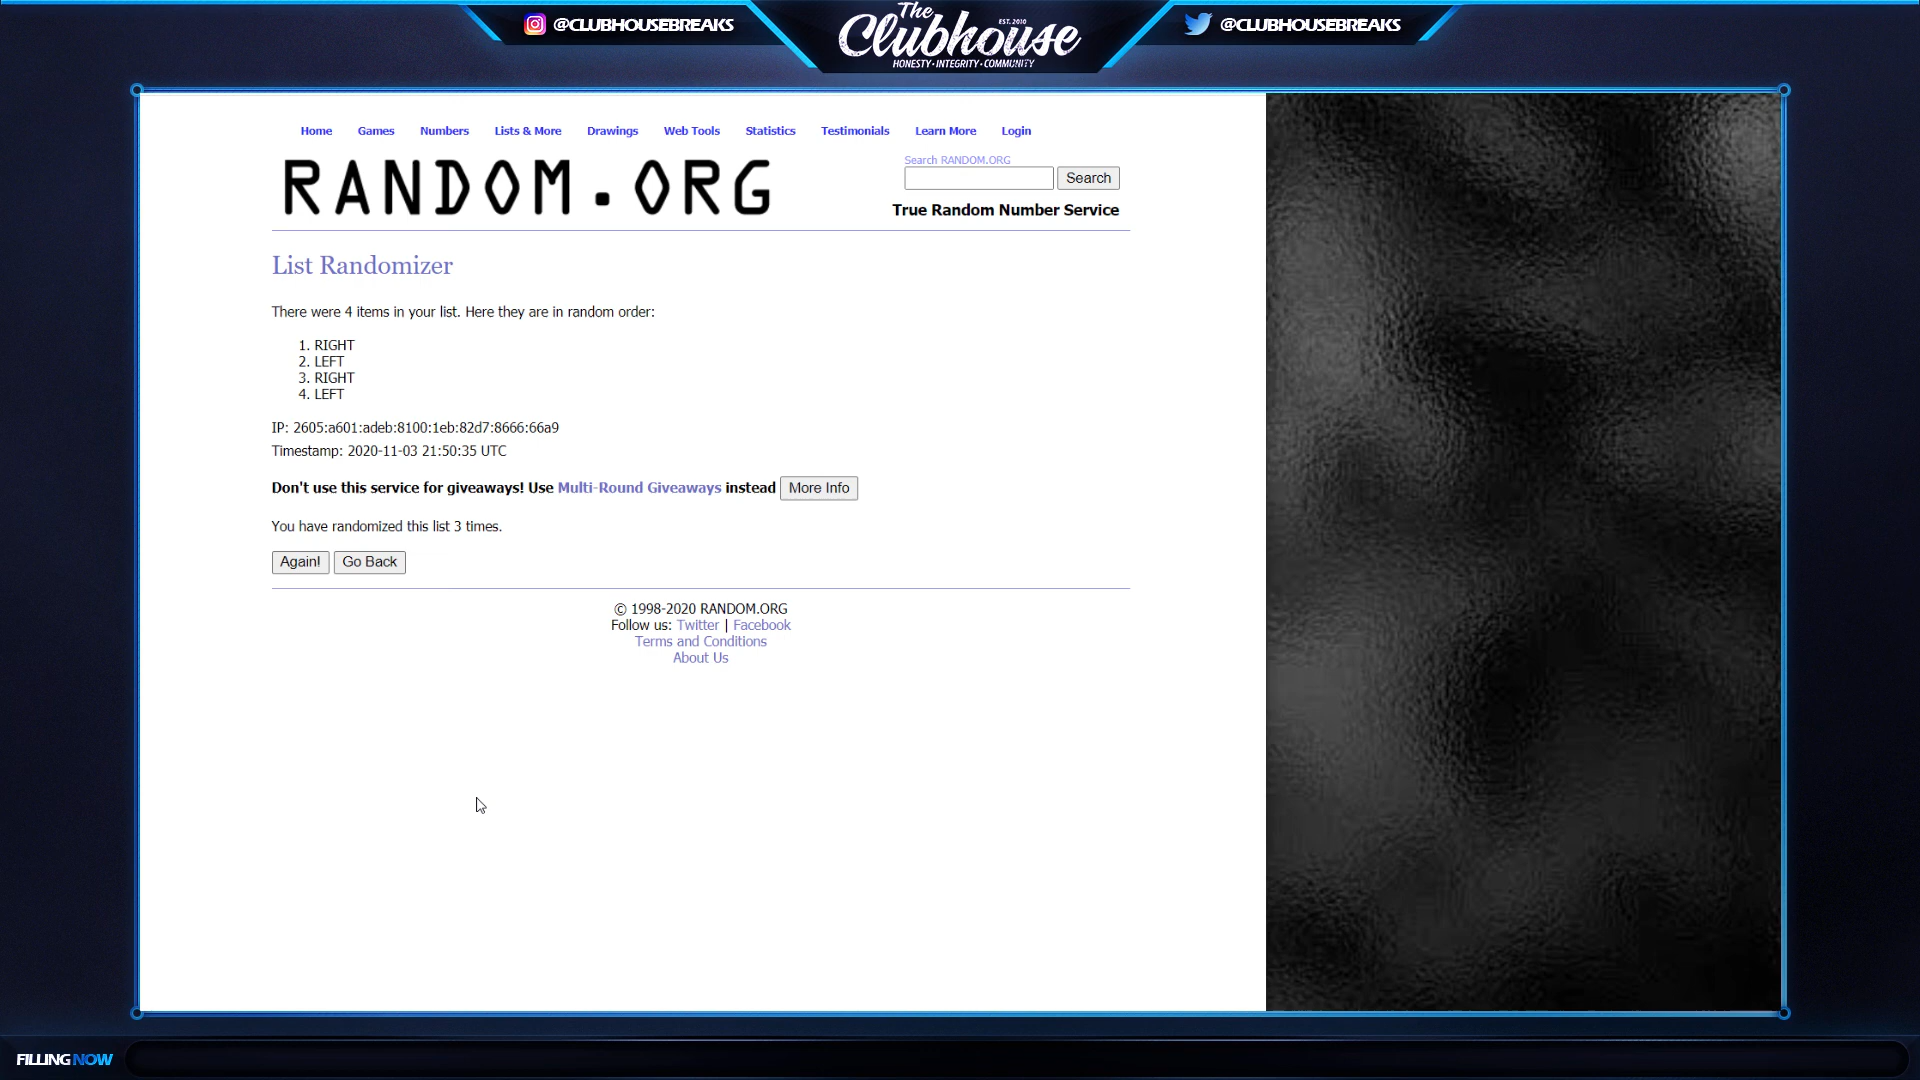 @CLUBHOUSEBREAKS
The Clubhouse
EST. 2010
HONESTY • INTEGRITY • COMMUNITY
@CLUBHOUSEBREAKS
Home Games Numbers Lists & More Drawings Web Tools Statistics Testimonials Learn More Login
RANDOM.ORG
Search RANDOM.ORG
Search
True Random Number Service
List Randomizer
There were 4 items in your list. Here they are in random order:
1. RIGHT
2. LEFT
3. RIGHT
4. LEFT
IP: 2605:a601:adeb:8100:1eb:82d7:8666:66a9
Timestamp: 2020-11-03 21:50:35 UTC
Don't use this service for giveaways! Use Multi-Round Giveaways instead More Info
You have randomized this list 3 times.
Again! Go Back
© 1998-2020 RANDOM.ORG
Follow us: Twitter | Facebook
Terms and Conditions
About Us
FILLING NOW